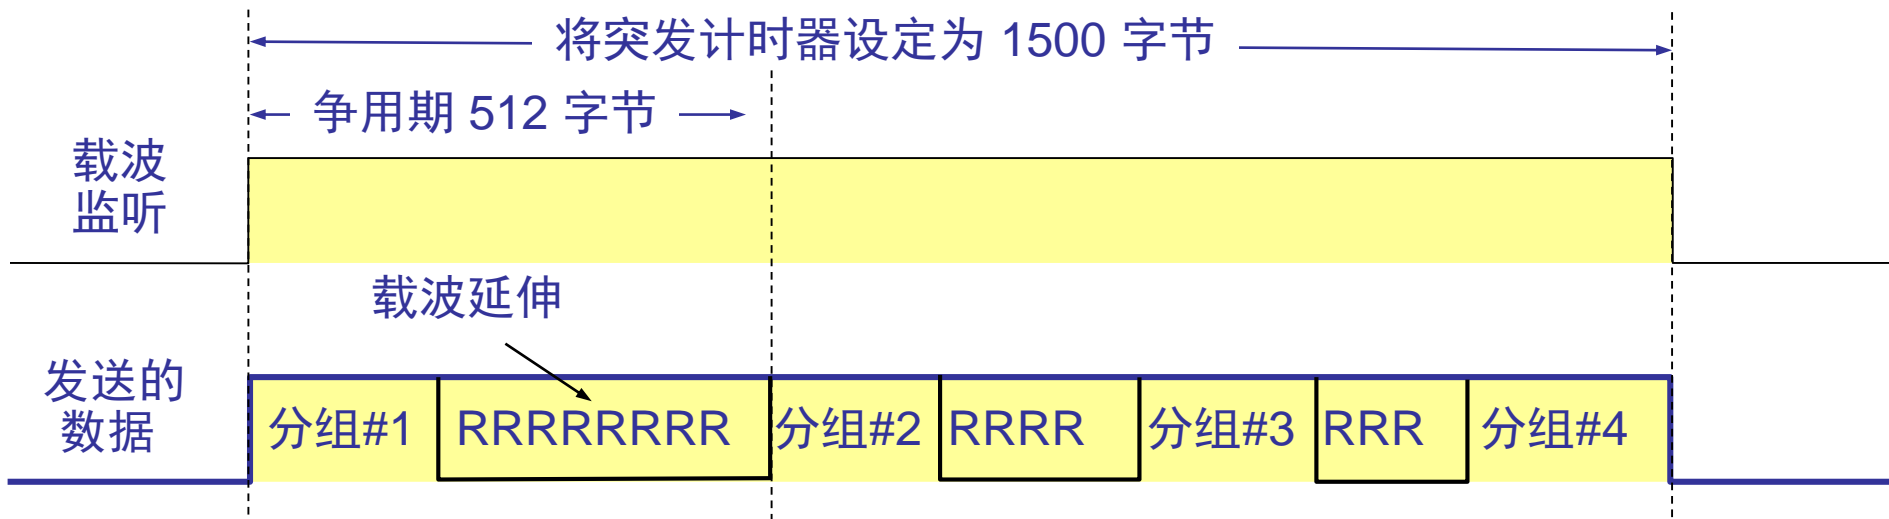 将突发计时器设定为 1500 字节
争用期 512 字节
载波
监听
载波延伸
发送的
数据
分组#1
RRRRRRRR
分组#2
RRRR
分组#3
RRR
分组#4